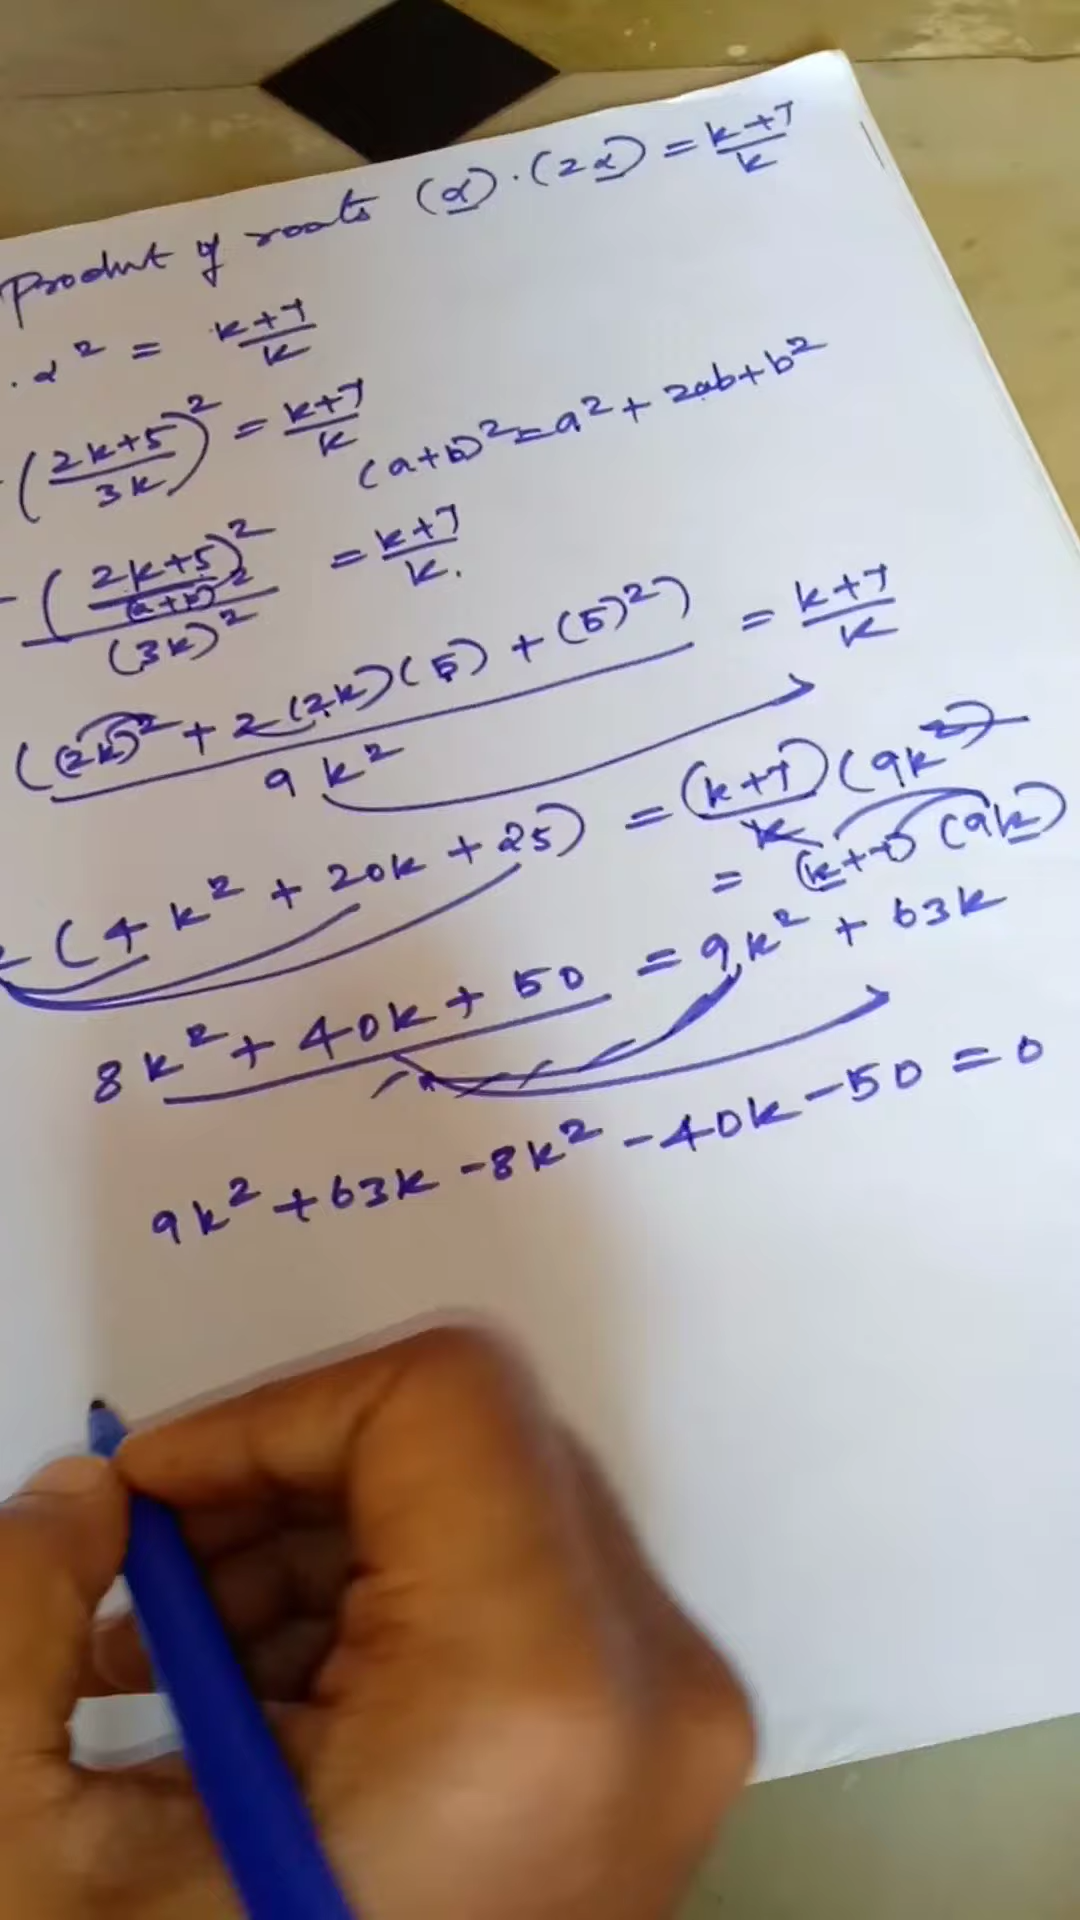 Product of roots (α).(2α) = k+7/k
.α² = k+7/k
(2k+5/3k)² = k+7/k
(a+b)² = a² + 2ab + b²
(2k+5)²/(3k)² = k+7/k.
(a+b)²
((2k)² + 2(2k)(5) + (5)²)/9k² = k+7/k
(4k² + 20k + 25) = (k+7)/k (9k²)
= (k+7) (9k)
8k² + 40k + 50 = 9k² + 63k
9k² + 63k - 8k² - 40k - 50 = 0